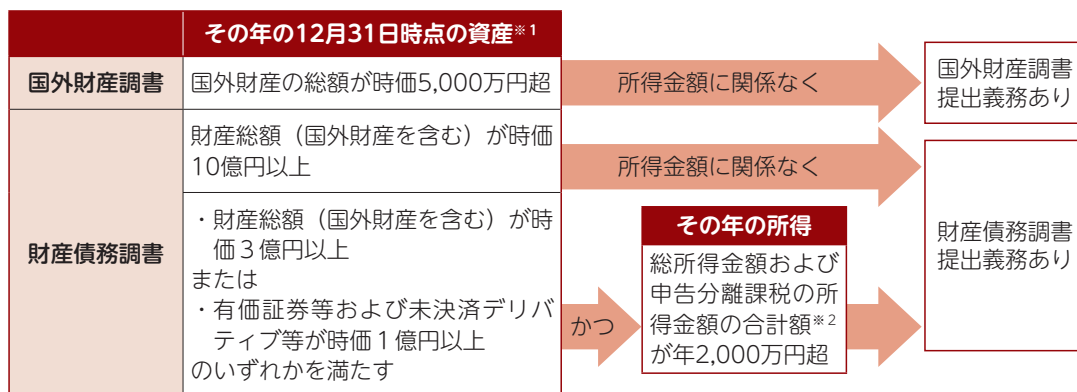 その年の12月31日時点の資産※1
国外財産調書
国外財産の総額が時価5,000万円超
所得金額に関係なく
国外財産調書
提出義務あり
財産債務調書
財産総額（国外財産を含む）が時価
10億円以上
所得金額に関係なく
・財産総額（国外財産を含む）が時
価３億円以上
または
・有価証券等および未決済デリバ
ティブ等が時価１億円以上
のいずれかを満たす
かつ
その年の所得
総所得金額および
申告分離課税の所
得金額の合計額※2
が年2,000万円超
財産債務調書
提出義務あり